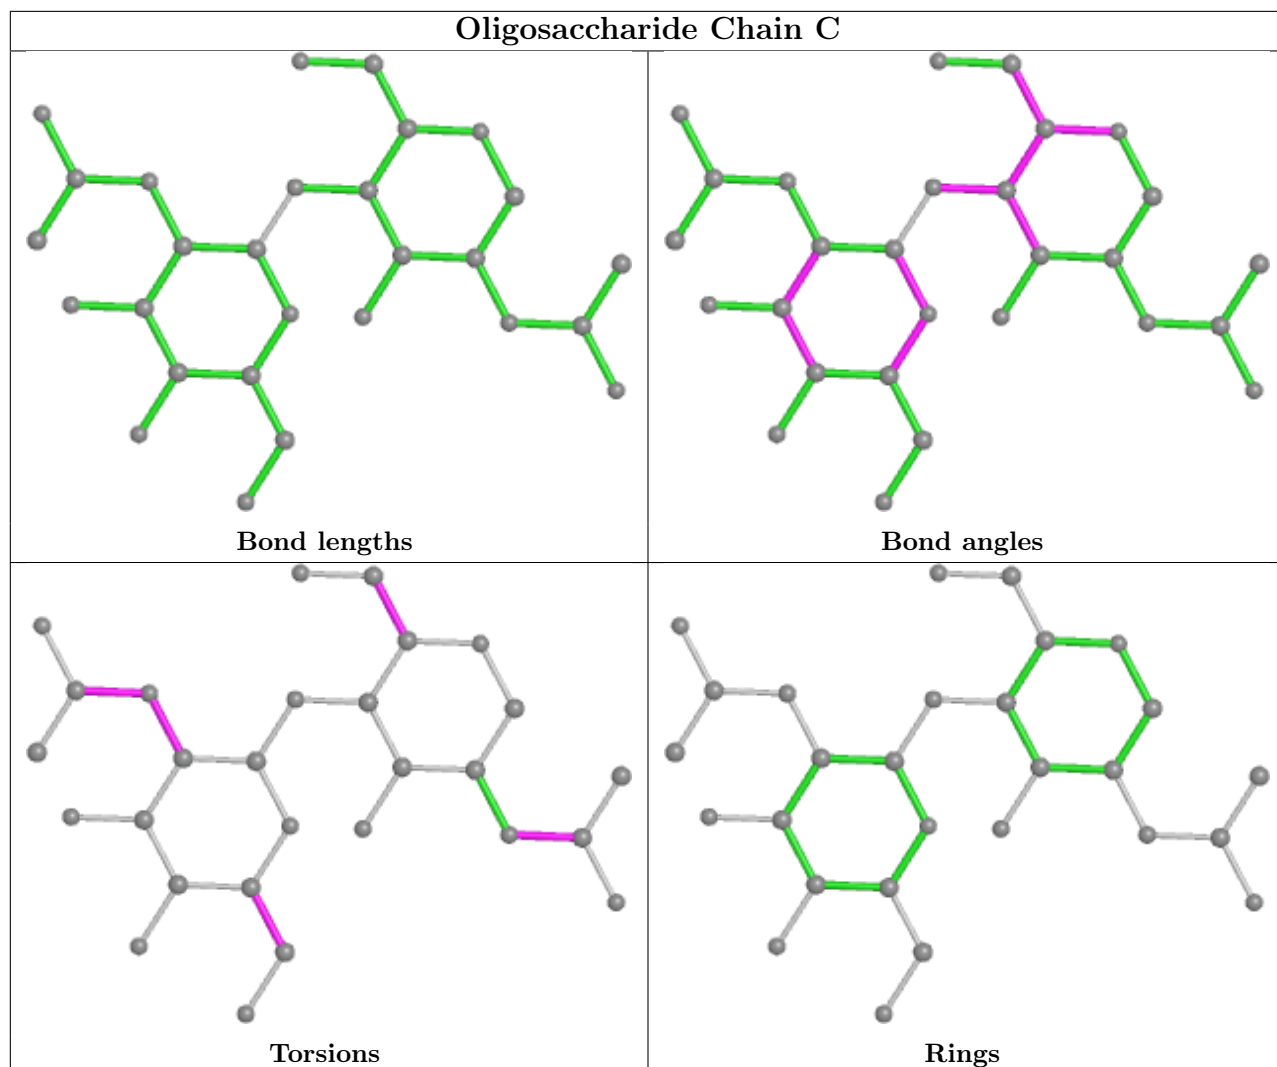 Oligosaccharide Chain C
Bond lengths
Bond angles
Torsions
Rings